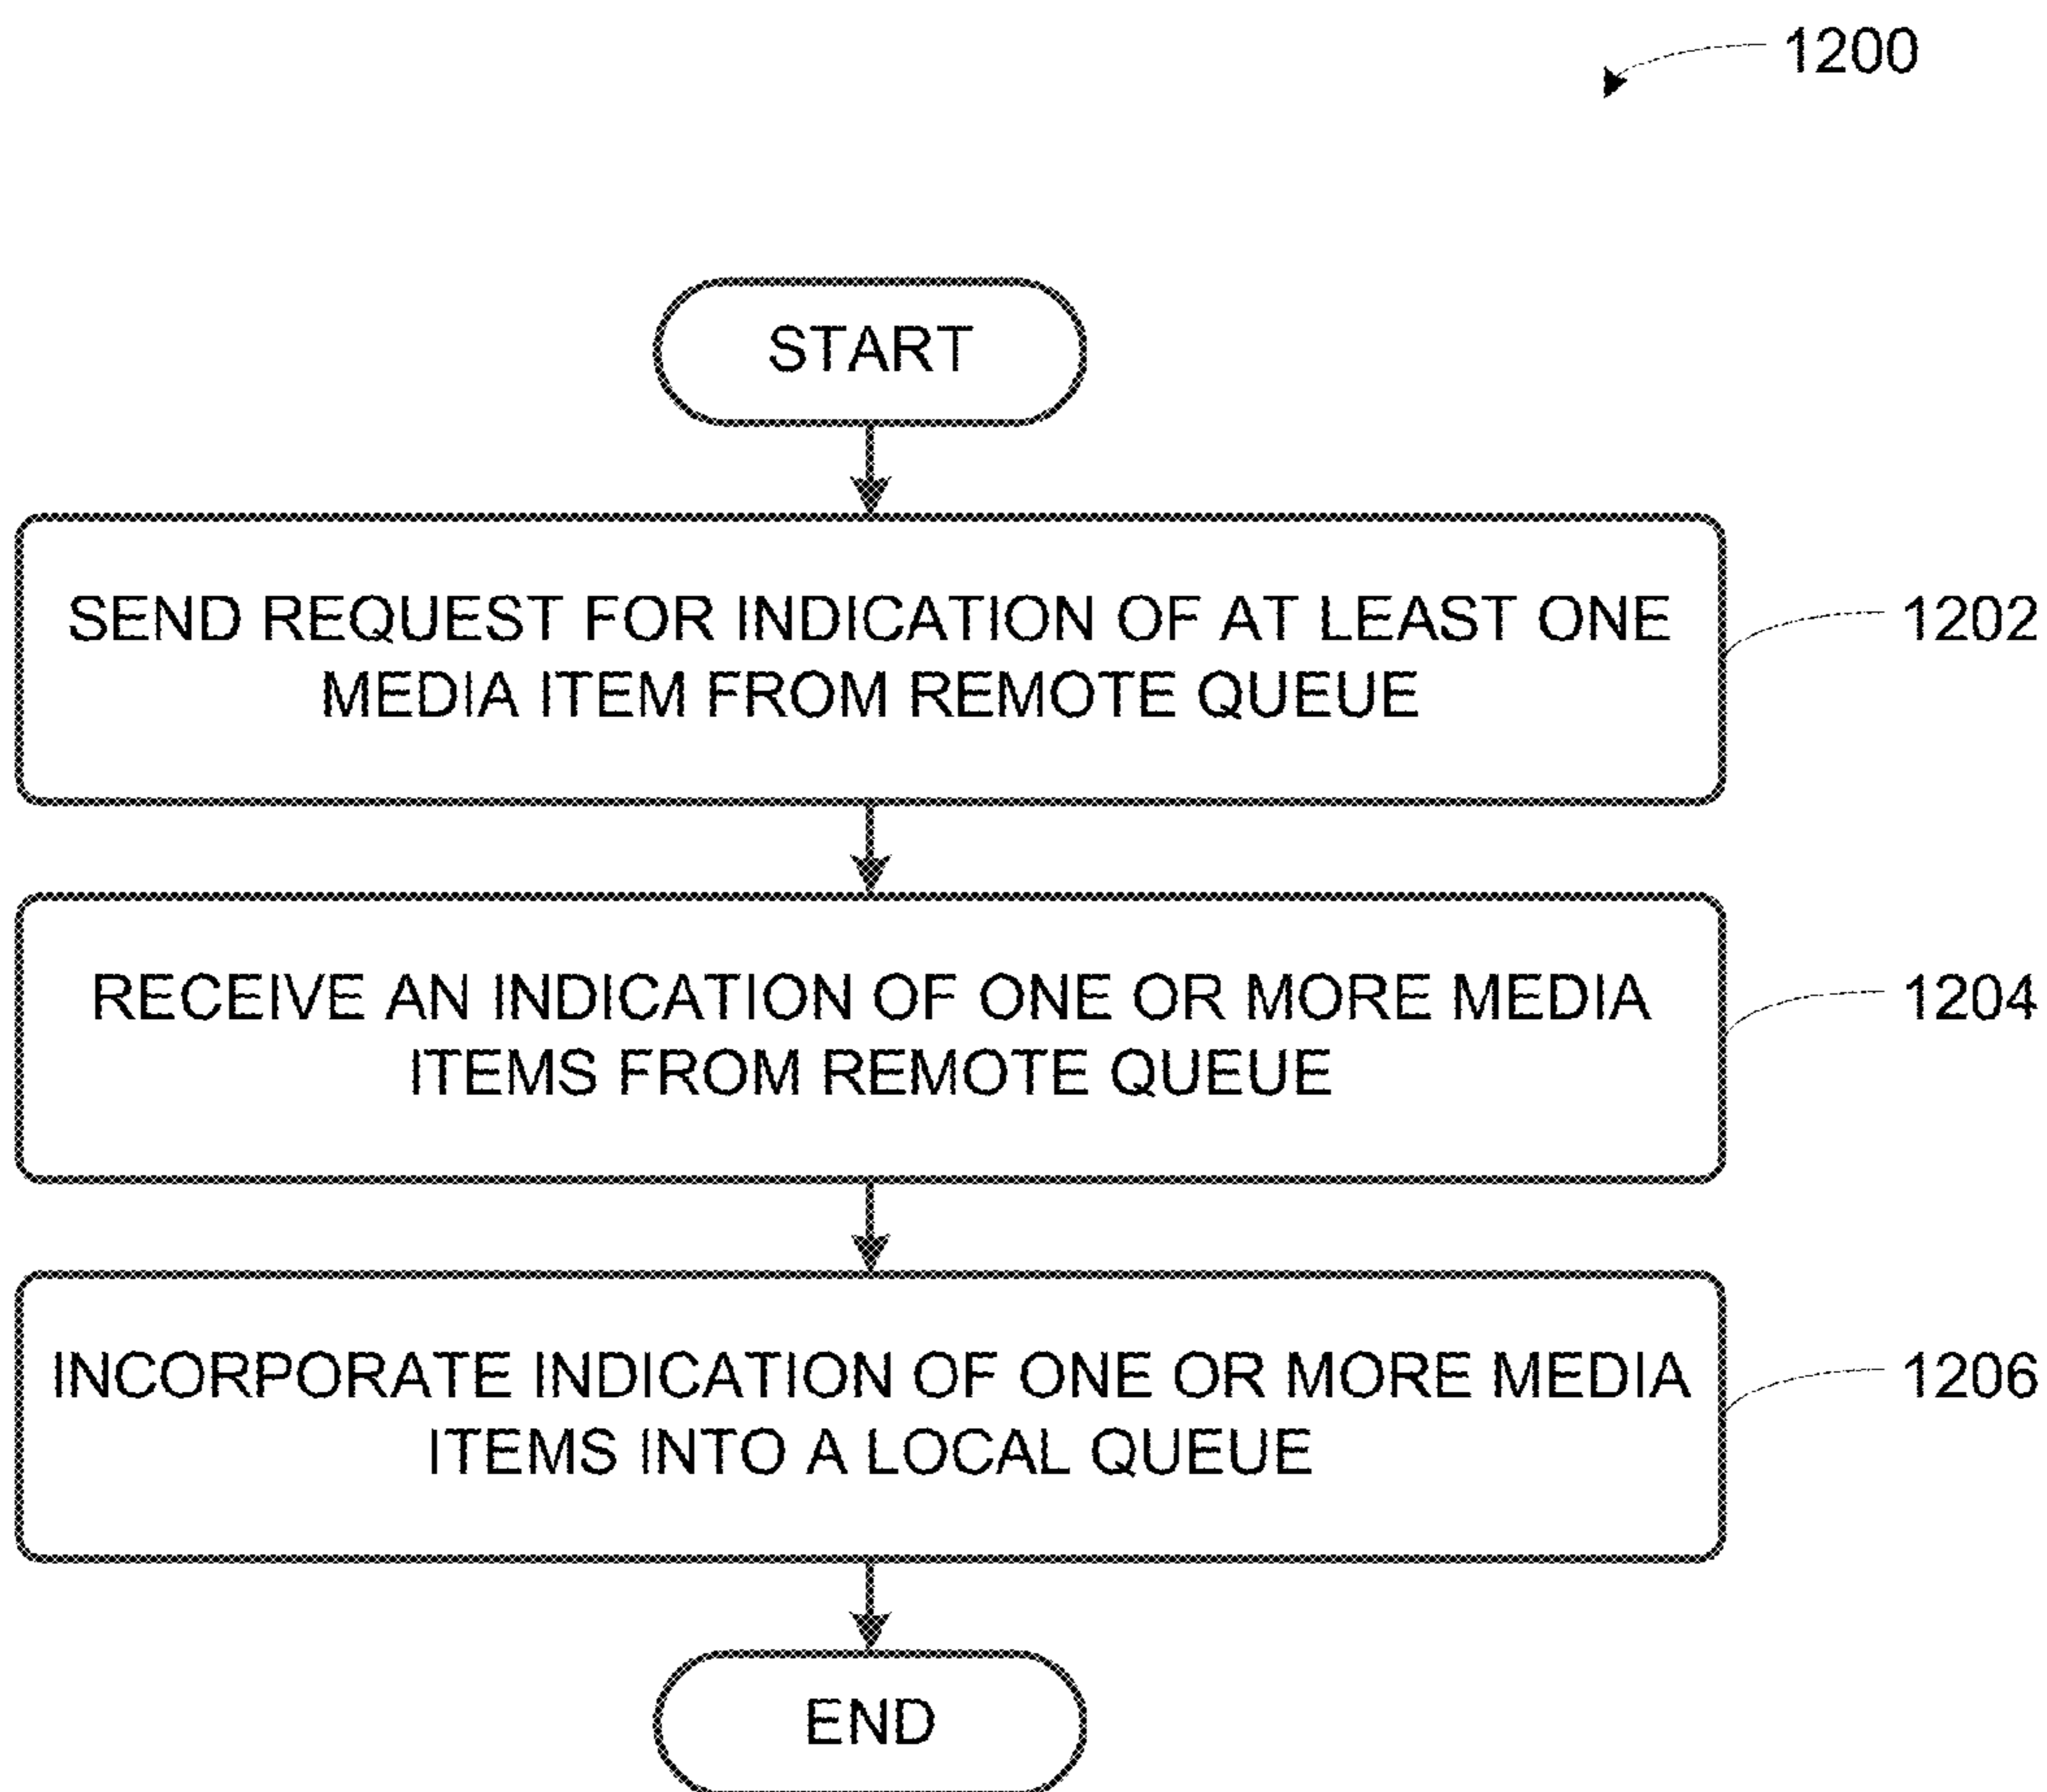 1200
START
SEND REQUEST FOR INDICATION OF AT LEAST ONE
MEDIA ITEM FROM REMOTE QUEUE
1202
RECEIVE AN INDICATION OF ONE OR MORE MEDIA
ITEMS FROM REMOTE QUEUE
1204
INCORPORATE INDICATION OF ONE OR MORE MEDIA
ITEMS INTO A LOCAL QUEUE
1206
END